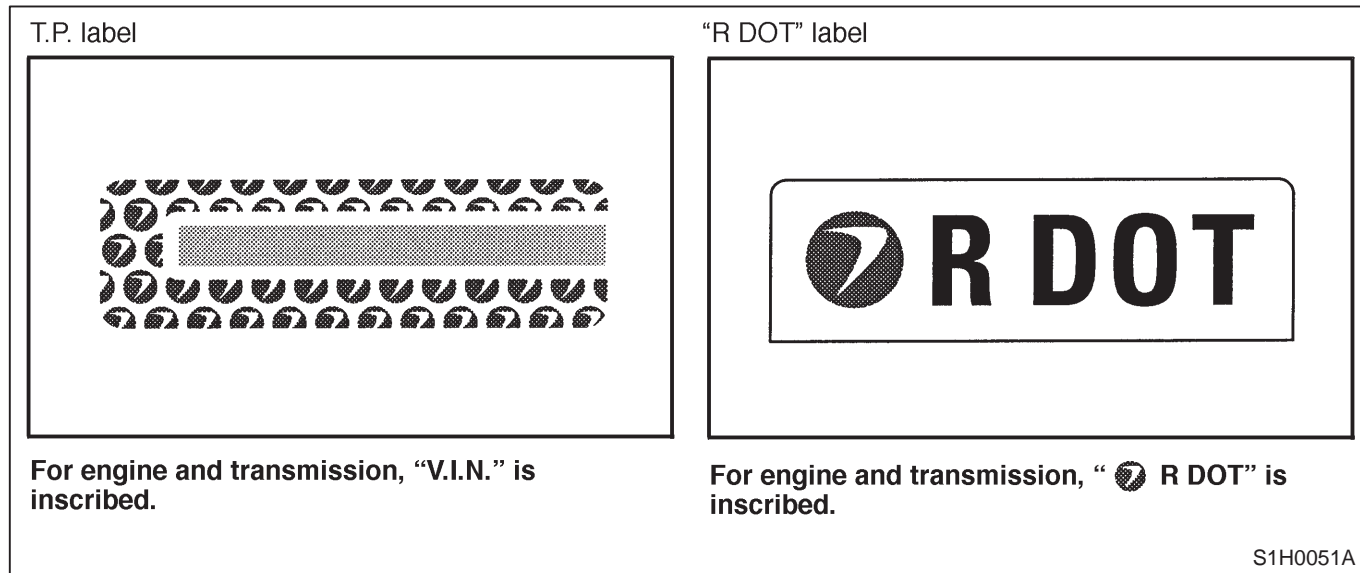 T.P. label
“R DOT” label
R DOT
For engine and transmission, “V.I.N.” is
inscribed.
For engine and transmission, “ R DOT” is
inscribed.
S1H0051A